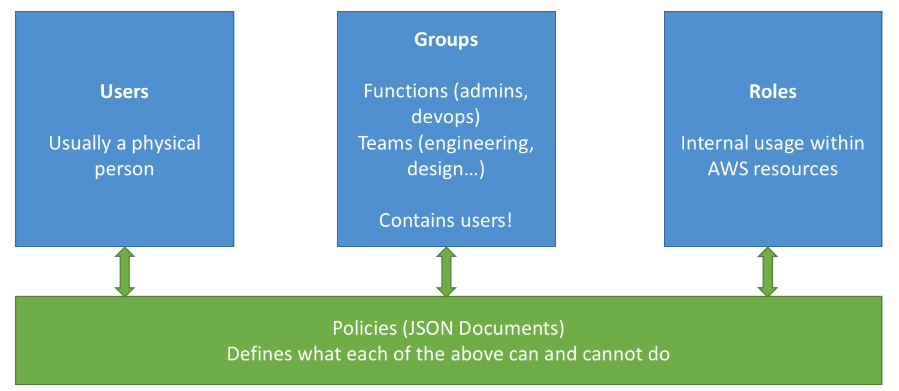 Users
Usually a physical
person
Groups
Functions (admins,
devops)
Teams (engineering,
design…)
Contains users!
Roles
Internal usage within
AWS resources
Policies (JSON Documents)
Defines what each of the above can and cannot do